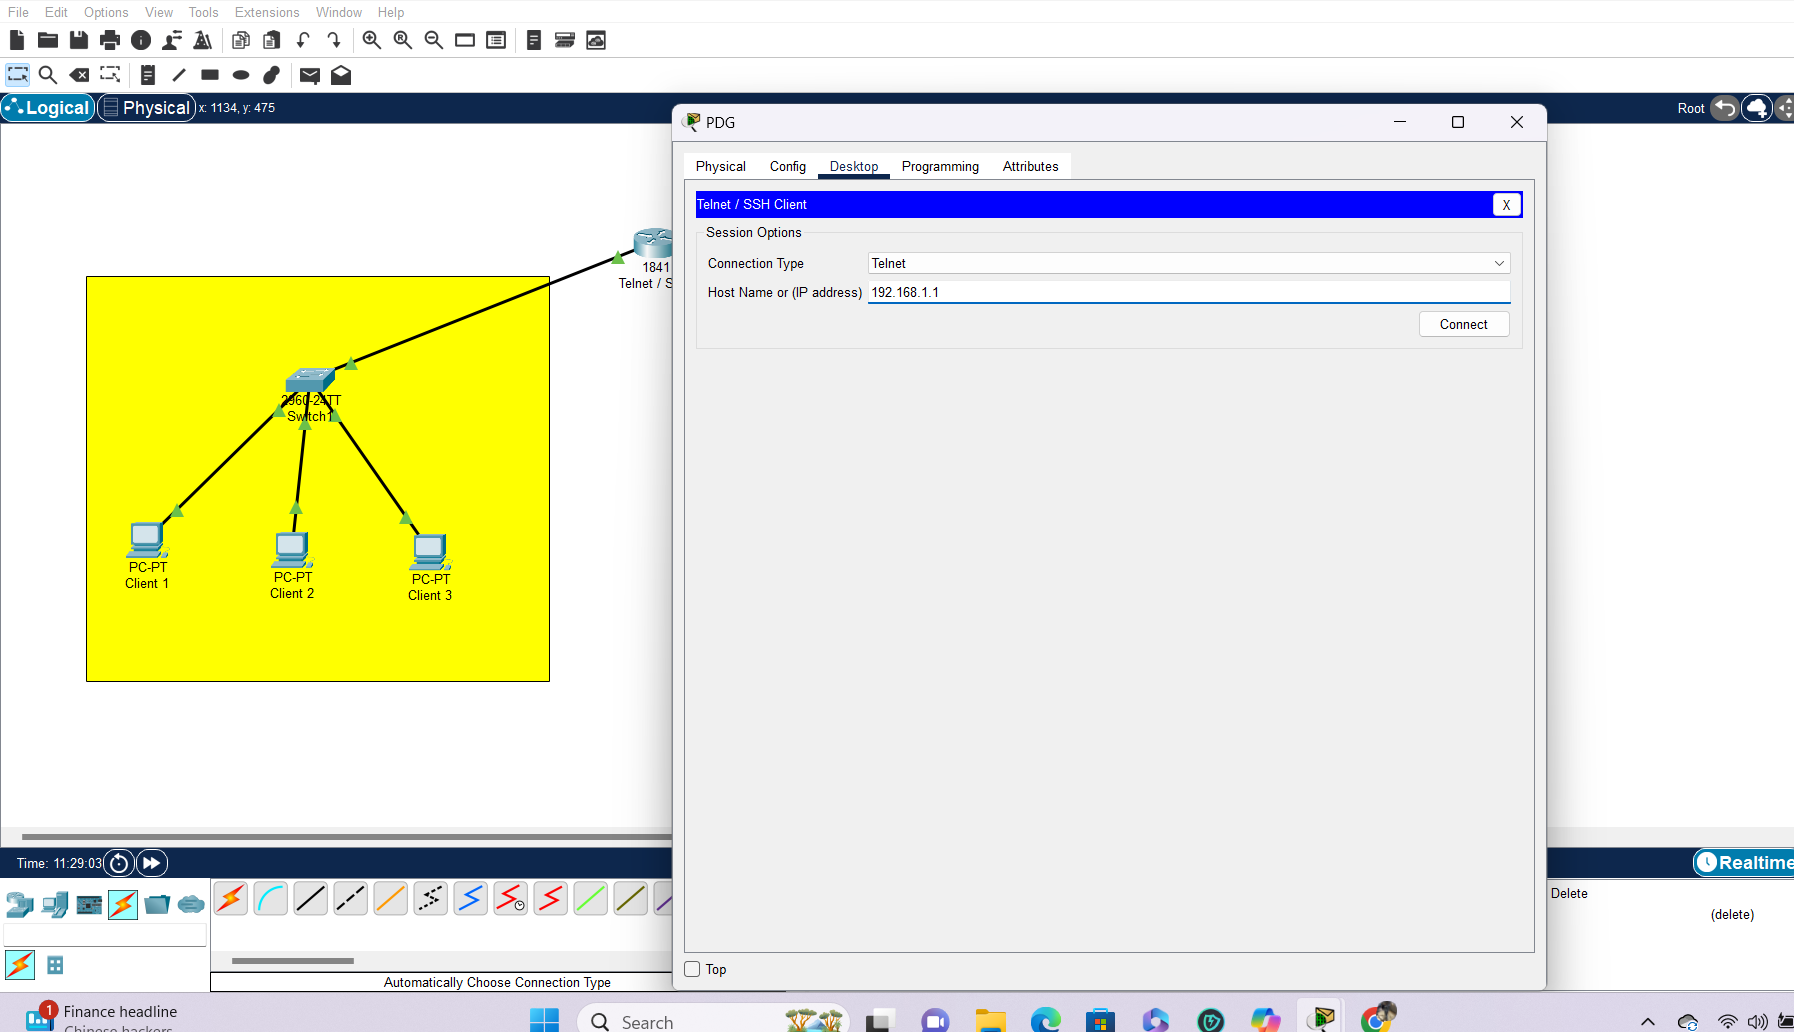 File Edit Options View Tools Extensions Window Help
Logical Physical x: 1134, y: 475
Root
PDG
Physical Config Desktop Programming Attributes
Telnet / SSH Client X
Session Options
Connection Type Telnet
Host Name or (IP address) 192.168.1.1
Connect
1841
Telnet / S
2960-24TT
Switch1
PC-PT
Client 1
PC-PT
Client 2
PC-PT
Client 3
Top
Time: 11:29:03
Realtime
Delete
(delete)
Automatically Choose Connection Type
1
Finance headline
Chinese hackers
Search